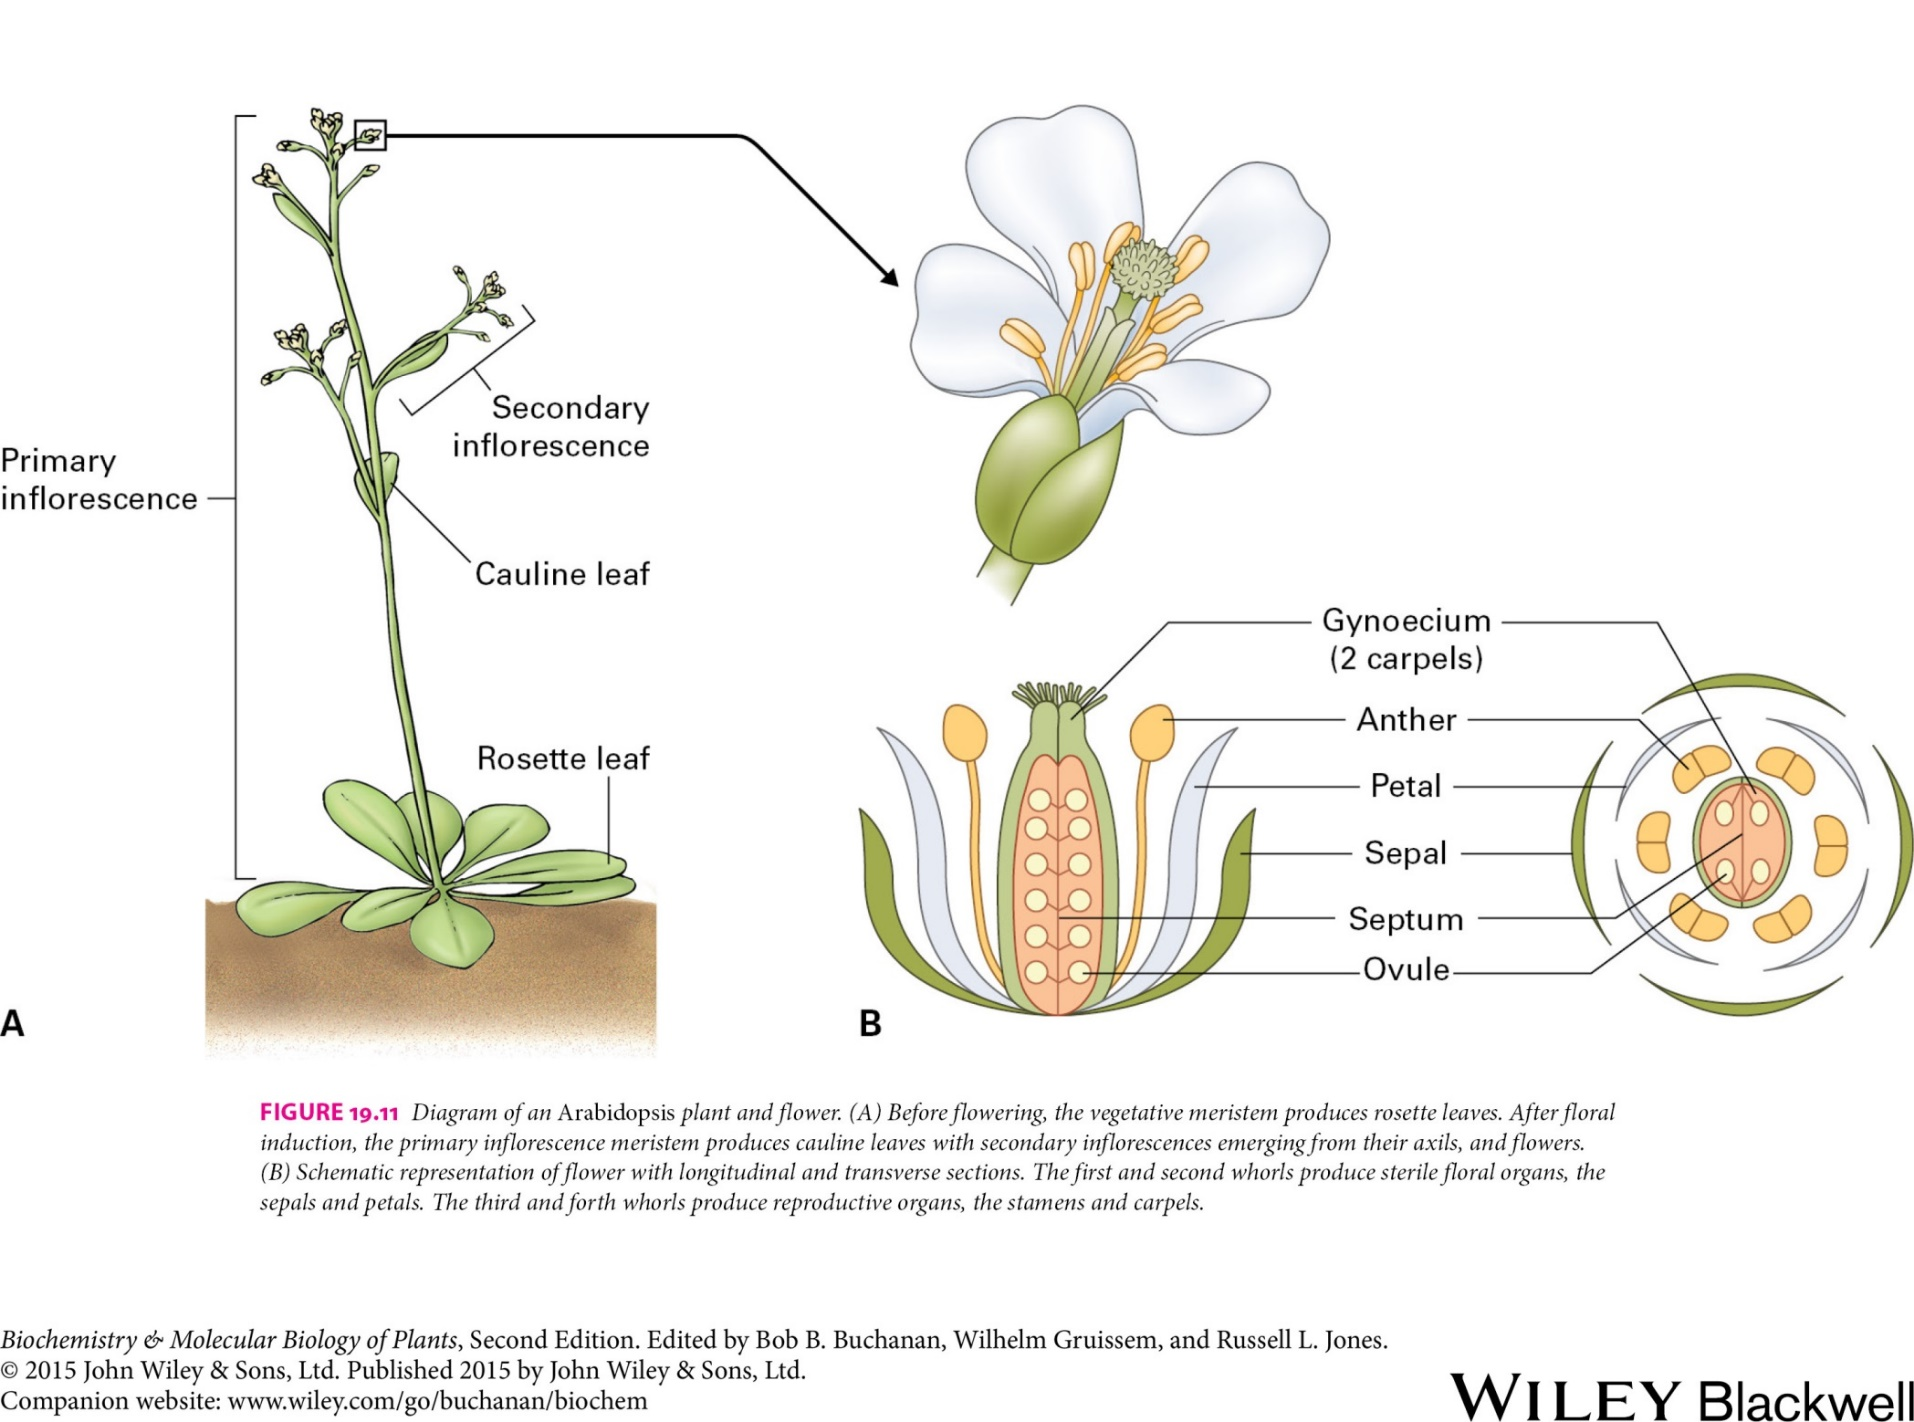 Primary
inflorescence
Secondary
inflorescence
Cauline leaf
Rosette leaf
A
Gynoecium
(2 carpels)
Anther
Petal
Sepal
Septum
Ovule
B
FIGURE 19.11 Diagram of an Arabidopsis plant and flower. (A) Before flowering, the vegetative meristem produces rosette leaves. After floral
induction, the primary inflorescence meristem produces cauline leaves with secondary inflorescences emerging from their axils, and flowers.
(B) Schematic representation of flower with longitudinal and transverse sections. The first and second whorls produce sterile floral organs, the
sepals and petals. The third and forth whorls produce reproductive organs, the stamens and carpels.
Biochemistry & Molecular Biology of Plants, Second Edition. Edited by Bob B. Buchanan, Wilhelm Gruissem, and Russell L. Jones.
© 2015 John Wiley & Sons, Ltd. Published 2015 by John Wiley & Sons, Ltd.
Companion website: www.wiley.com/go/buchanan/biochem
WILEY Blackwell